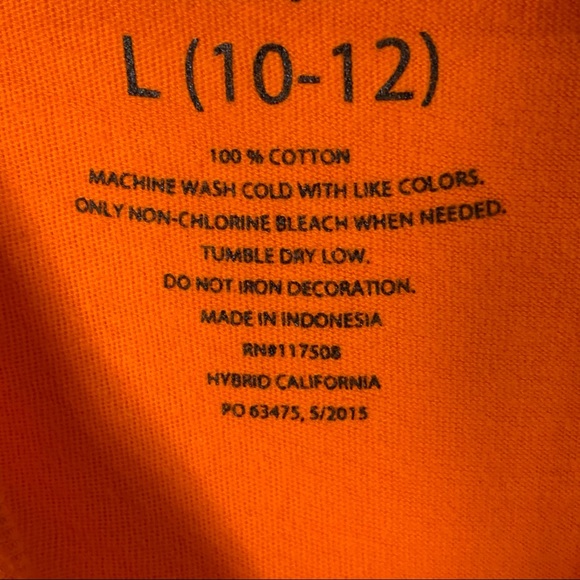 L (10-12)
100 % COTTON
MACHINE WASH COLD WITH LIKE COLORS.
ONLY NON-CHLORINE BLEACH WHEN NEEDED.
TUMBLE DRY LOW.
DO NOT IRON DECORATION.
MADE IN INDONESIA
RN#117508
HYBRID CALIFORNIA
PO 63475, 5/2015